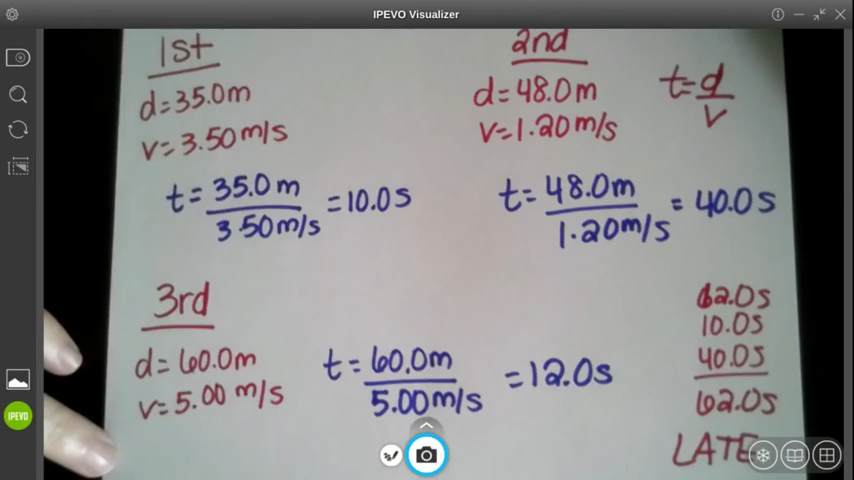 IPEVO Visualizer
1st
d=35.0m
v=3.50m/s
t=35.0m/3.50m/s=10.0s
2nd
d=48.0m
v=1.20m/s
t=d/v
t=48.0m/1.20m/s=40.0s
3rd
d=60.0m
v=5.00 m/s
t=60.0m/5.00m/s=12.0s
12.0s
10.0s
40.0s
62.0s
LATE
IPEVO